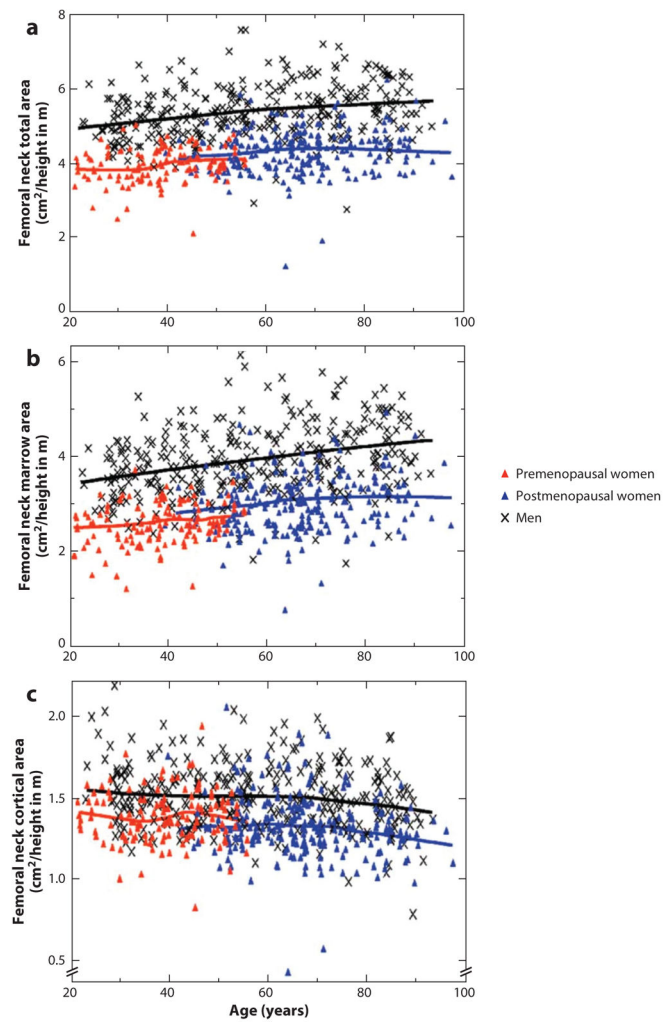 a
8
6
4
2
0
Femoral neck total area
(cm²/height in m)
20 40 60 80 100
b
6
4
2
0
Femoral neck marrow area
(cm²/height in m)
20 40 60 80 100
Premenopausal women
Postmenopausal women
Men
c
2.0
1.5
1.0
0.5
Femoral neck cortical area
(cm²/height in m)
20 40 60 80 100
Age (years)